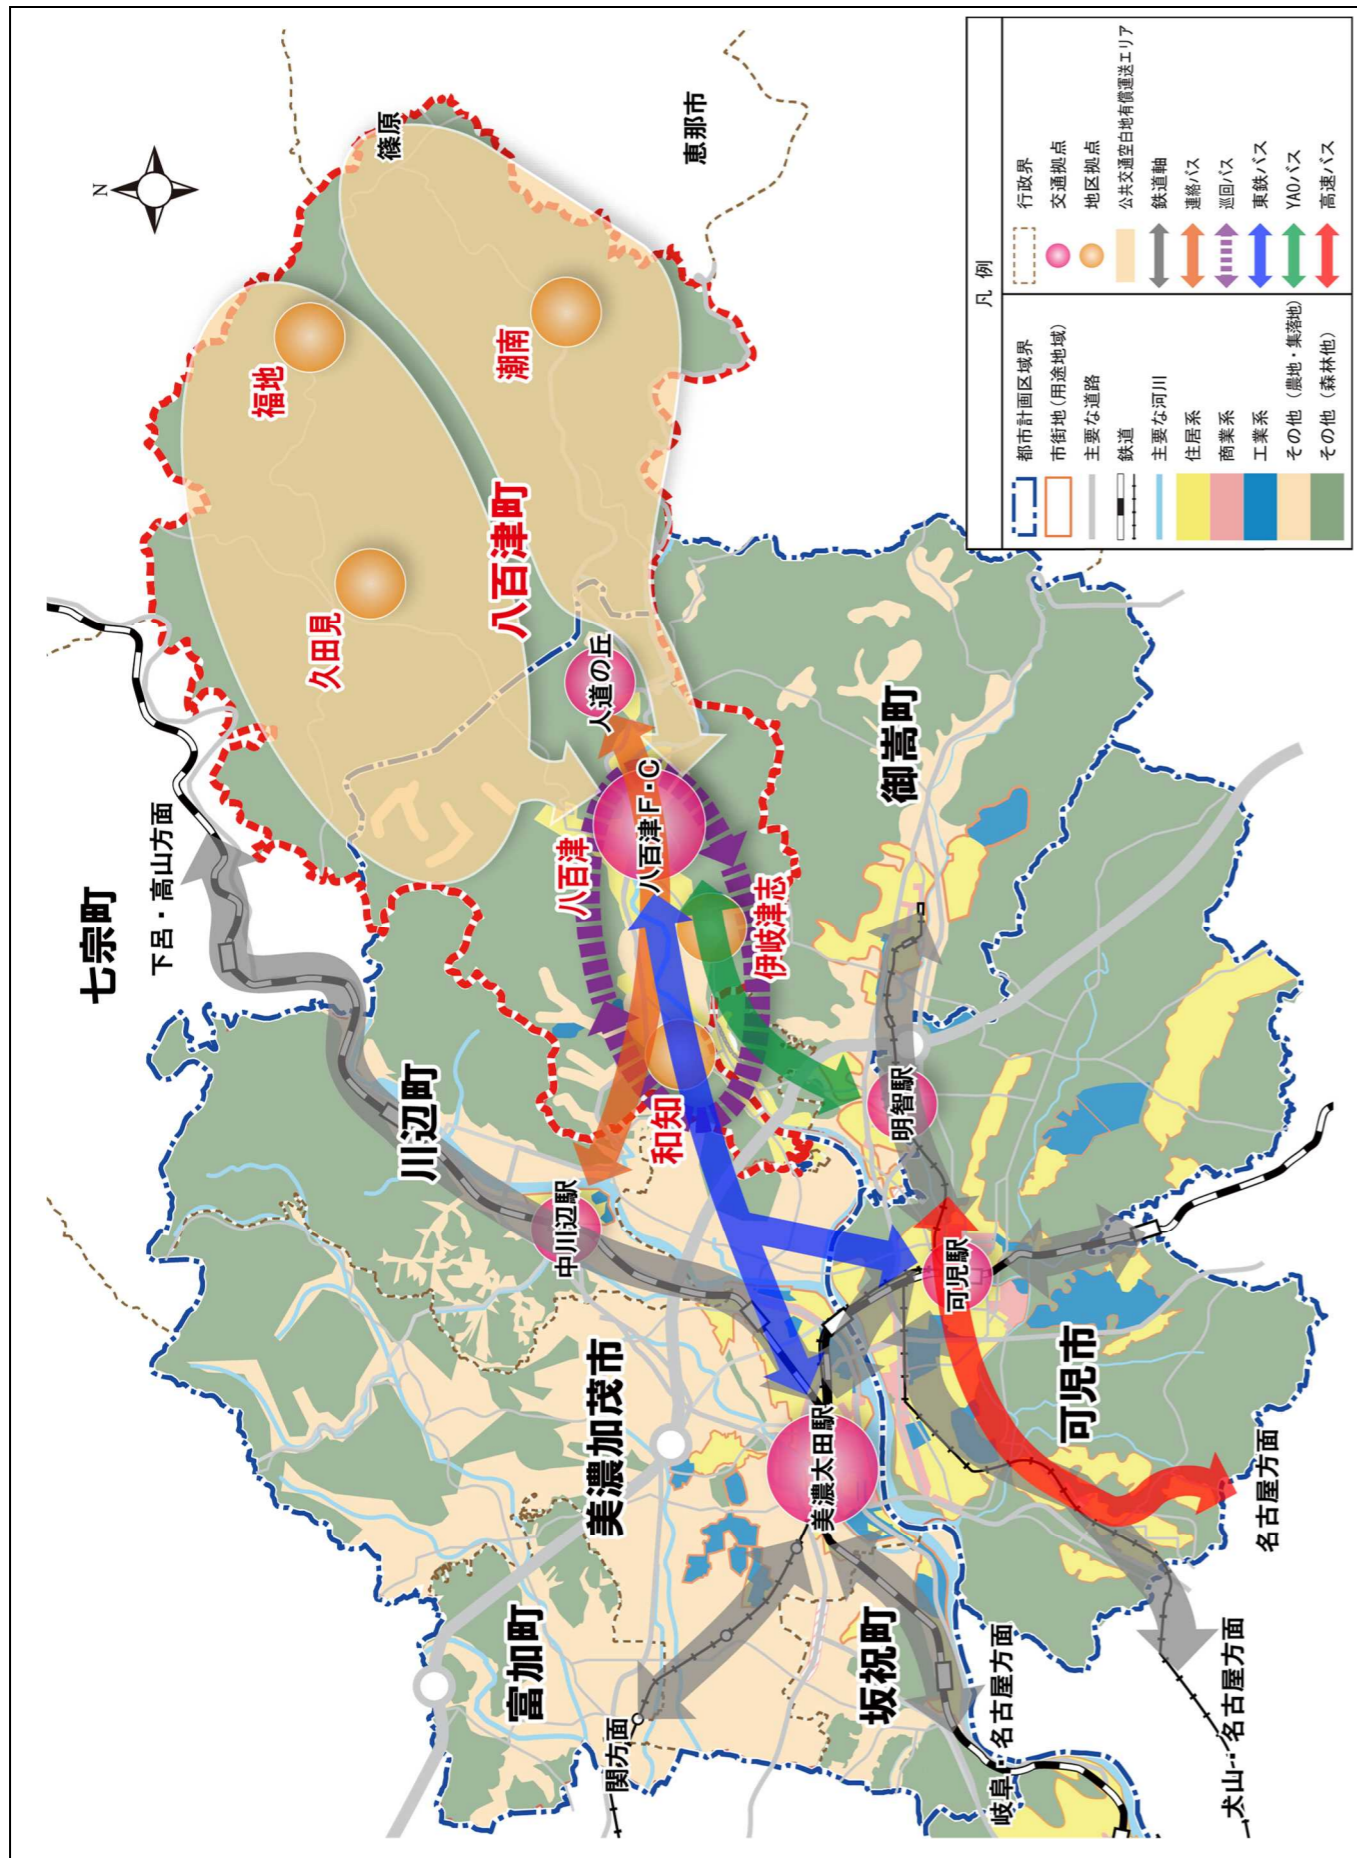 七宗町
下呂・高山方面
川辺町
中川辺駅
富加町
美濃加茂市
関方面
坂祝町
美濃太田駅
岐阜・名古屋方面
犬山・名古屋方面
名古屋方面
可児市
可児駅
明智駅
御嵩町
和知
伊岐津志
八百津
八百津F・C
人道の丘
八百津町
久田見
福地
潮南
篠原
恵那市
N
凡例
都市計画区域界
市街地(用途地域)
主要な道路
鉄道
主要な河川
住居系
商業系
工業系
その他(農地・集落地)
その他(森林他)
行政界
交通拠点
地区拠点
公共交通空白地有償運送エリア
鉄道軸
連絡バス
巡回バス
東鉄バス
YAOバス
高速バス